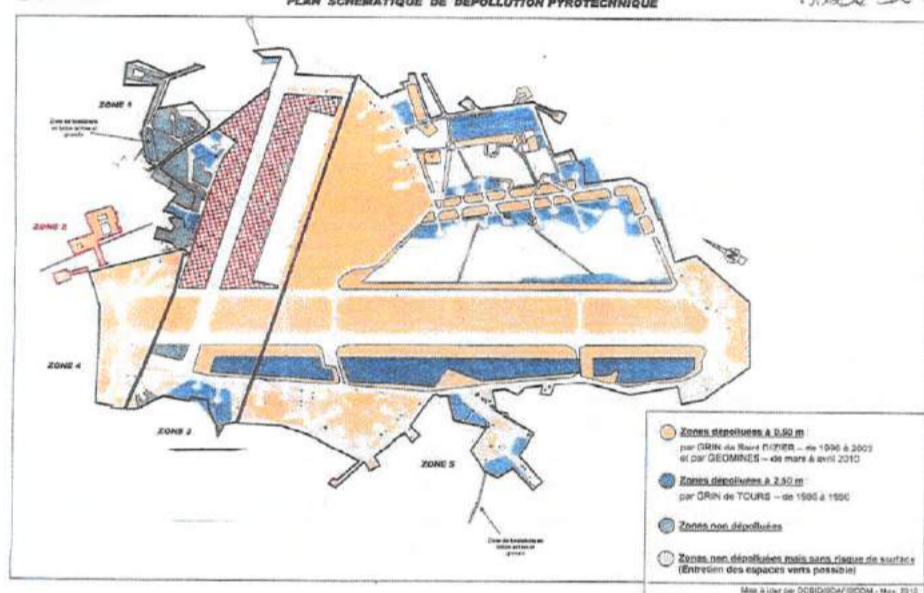 PLAN SCHEMATIQUE DE DEPOLLUTION PYROTECHNIQUE
ZONE 1
ZONE 2
ZONE 4
ZONE 3
ZONE 5
Zones dépolluées à 0.50 m :
par GRIN de Saint DIZIER – de 1996 à 2003
et par GEOMINES – de mars à avril 2010
Zones dépolluées à 2.50 m :
par GRIN de TOURS – de 1986 à
Zones non dépolluées
Zones non dépolluées mais sans risque de surface
(Entretien des espaces verts possible)
Mise à jour par